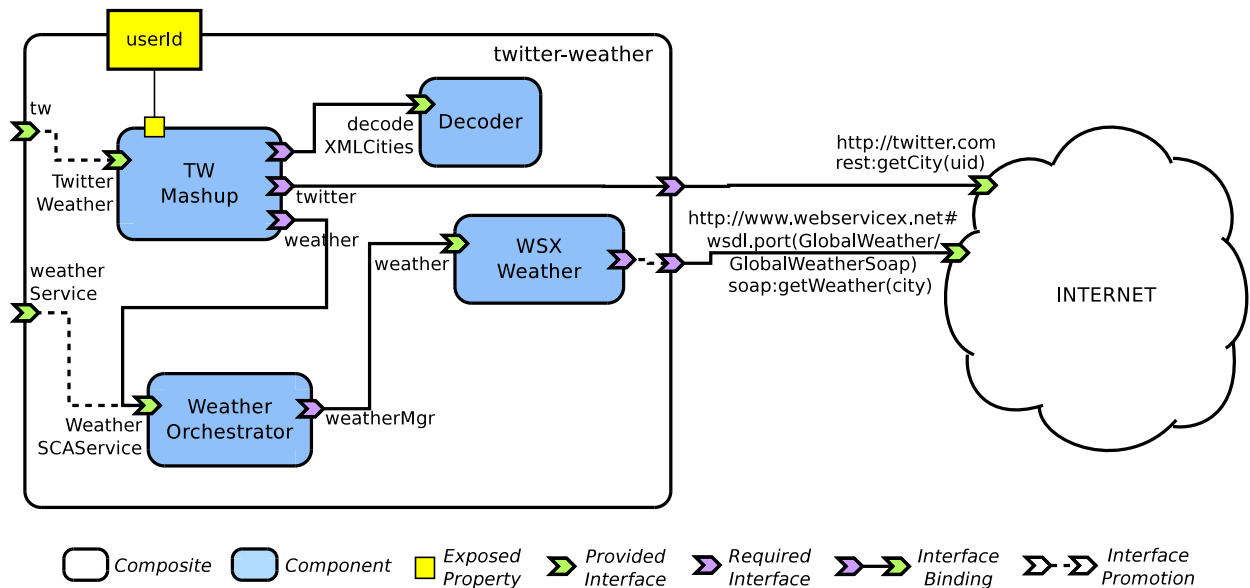 userId
twitter-weather
tw
Decoder
decode
XMLCities
TW
Mashup
Twitter
Weather
twitter
weather
http://twitter.com
rest:getCity(uid)
http://www.webservicex.net#
wsdl.port(GlobalWeather/
GlobalWeatherSoap)
soap:getWeather(city)
WSX
Weather
weather
weather
Service
INTERNET
Weather
Orchestrator
weatherMgr
Weather
SCAService
Composite
Component
Exposed
Property
Provided
Interface
Required
Interface
Interface
Binding
Interface
Promotion